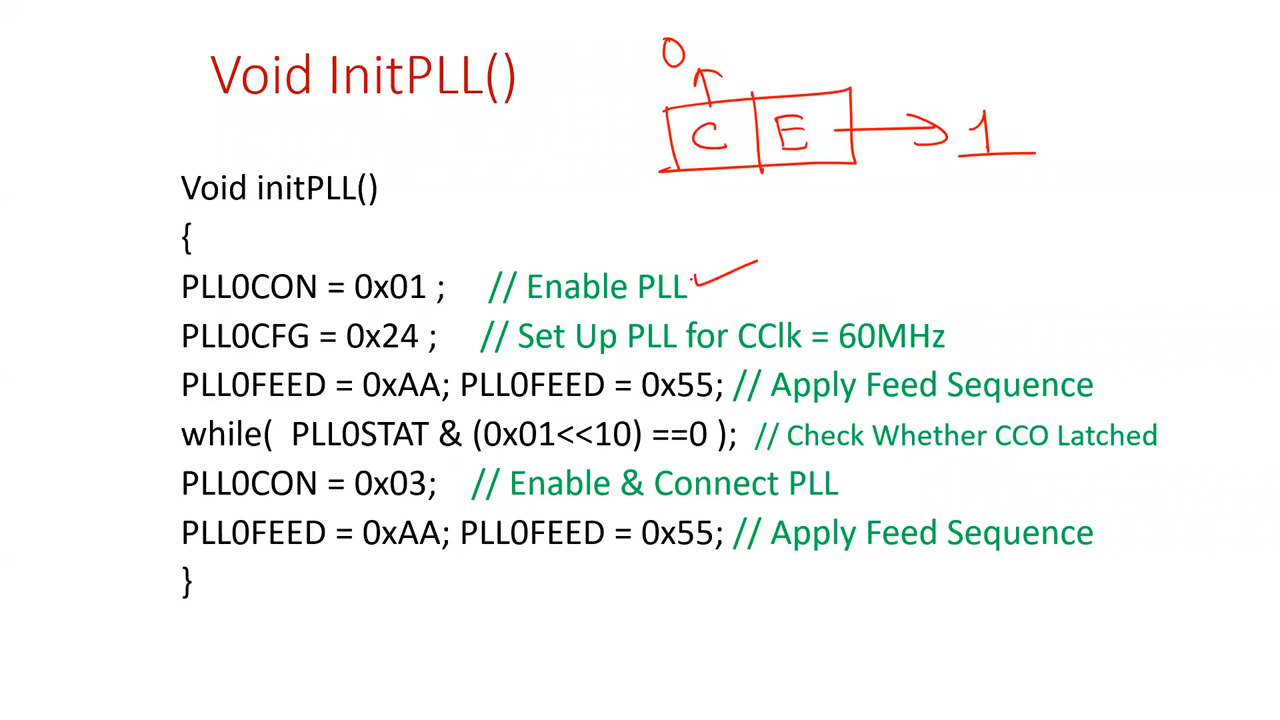 Void InitPLL()
0
C E 1
Void initPLL()
{
PLL0CON = 0x01 ; // Enable PLL
PLL0CFG = 0x24 ; // Set Up PLL for CClk = 60MHz
PLL0FEED = 0xAA; PLL0FEED = 0x55; // Apply Feed Sequence
while( PLL0STAT & (0x01<<10) ==0 ); // Check Whether CCO Latched
PLL0CON = 0x03; // Enable & Connect PLL
PLL0FEED = 0xAA; PLL0FEED = 0x55; // Apply Feed Sequence
}